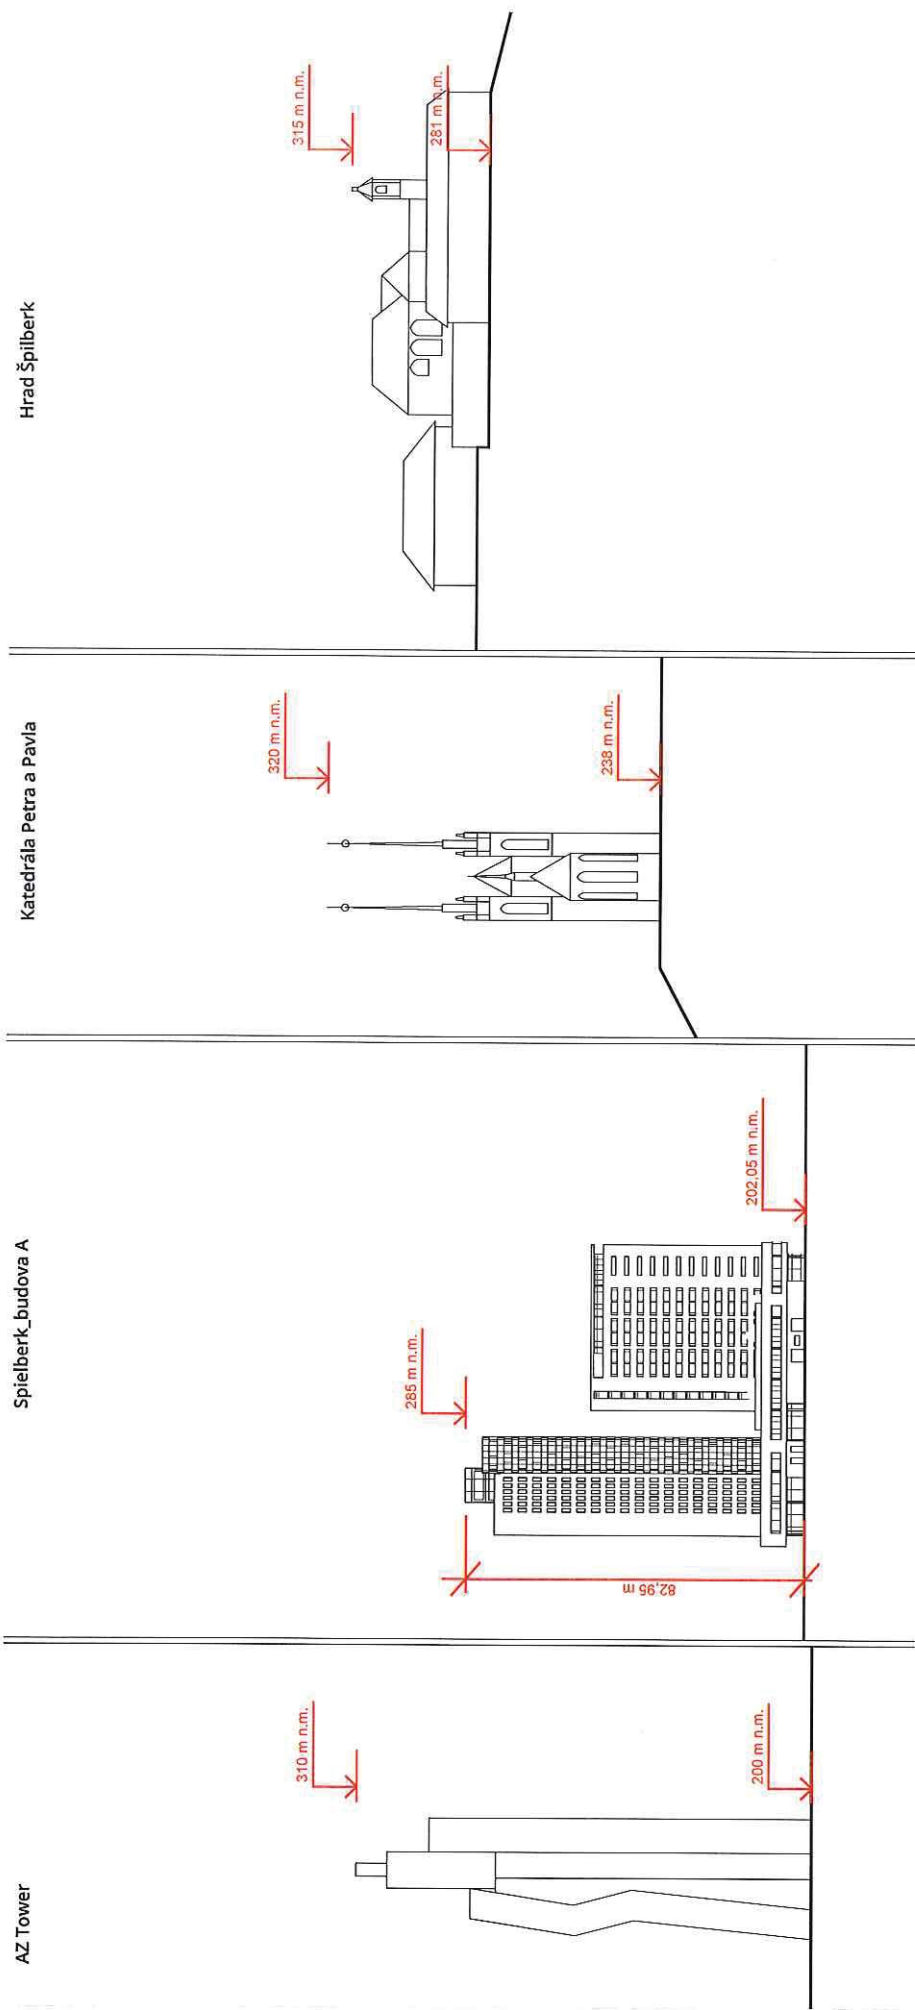 AZ Tower
310 m n.m.
200 m n.m.
Spielberk_budova A
285 m n.m.
202,05 m n.m.
82,95 m
Katedrála Petra a Pavla
320 m n.m.
238 m n.m.
Hrad Špilberk
315 m n.m.
281 m n.m.